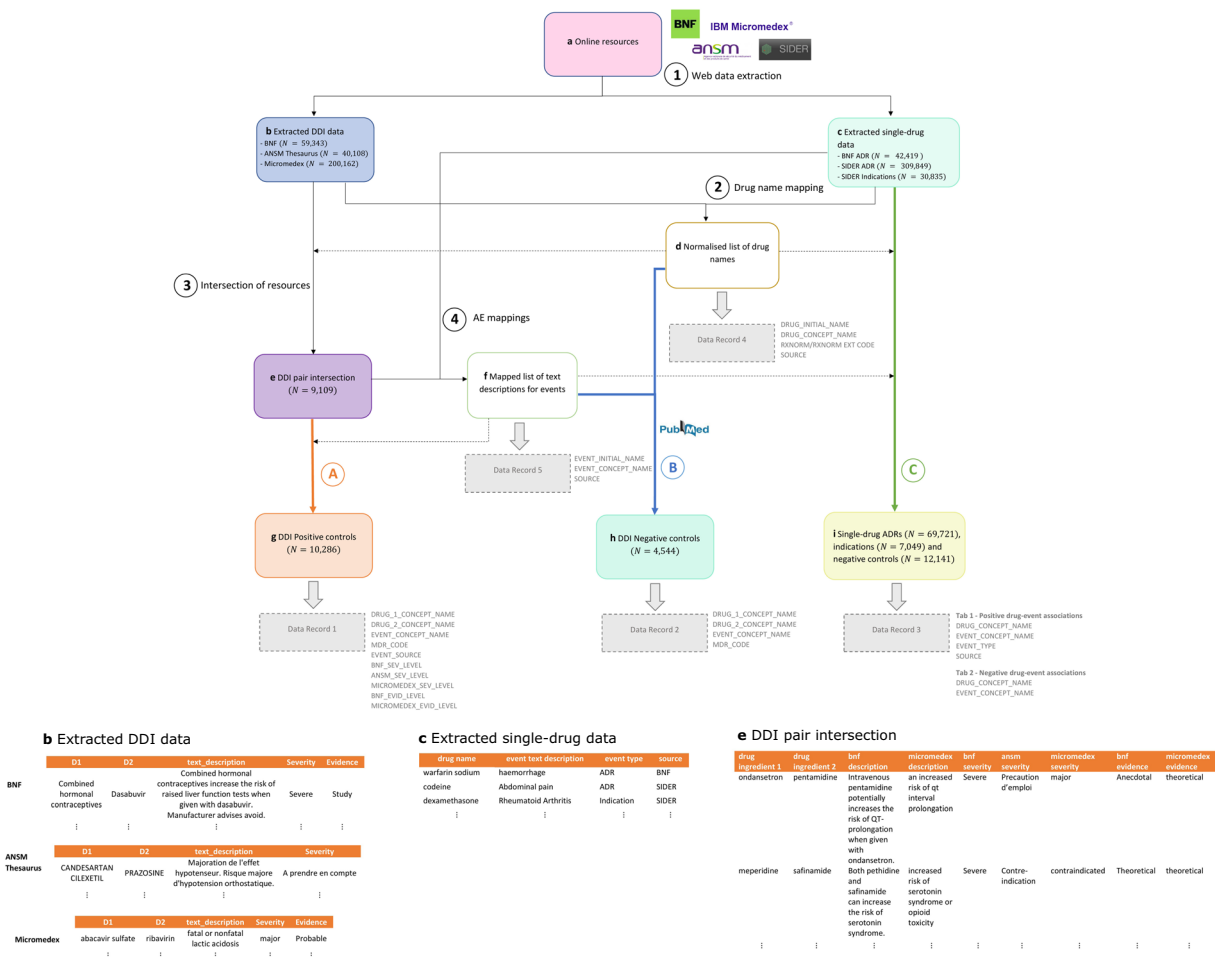 BNF
IBM Micromedex®
ansm
SIDER
a Online resources
1 Web data extraction
b Extracted DDI data
- BNF (N = 59,343)
- ANSM Thesaurus (N = 40,108)
- Micromedex (N = 200,162)
c Extracted single-drug
data
- BNF ADR (N = 42,419)
- SIDER ADR (N = 309,849)
- SIDER Indications (N = 30,835)
2 Drug name mapping
d Normalised list of drug
names
3 Intersection of resources
4 AE mappings
Data Record 4
DRUG_INITIAL_NAME
DRUG_CONCEPT_NAME
RXNORM/RXNORM EXT CODE
SOURCE
e DDI pair intersection
(N = 9,109)
f Mapped list of text
descriptions for events
PubMed
A
Data Record 5
EVENT_INITIAL_NAME
EVENT_CONCEPT_NAME
SOURCE
B
C
g DDI Positive controls
(N = 10,286)
h DDI Negative controls
(N = 4,544)
i Single-drug ADRs (N = 69,721),
indications (N = 7,049) and
negative controls (N = 12,141)
Data Record 1
DRUG_1_CONCEPT_NAME
DRUG_2_CONCEPT_NAME
EVENT_CONCEPT_NAME
MDR_CODE
EVENT_SOURCE
BNF_SEV_LEVEL
ANSM_SEV_LEVEL
MICROMEDEX_SEV_LEVEL
BNF_EVID_LEVEL
MICROMEDEX_EVID_LEVEL
Data Record 2
DRUG_1_CONCEPT_NAME
DRUG_2_CONCEPT_NAME
EVENT_CONCEPT_NAME
MDR_CODE
Data Record 3
Tab 1 - Positive drug-event associations
DRUG_CONCEPT_NAME
EVENT_CONCEPT_NAME
EVENT_TYPE
SOURCE
Tab 2 - Negative drug-event associations
DRUG_CONCEPT_NAME
EVENT_CONCEPT_NAME
b Extracted DDI data
BNF
D1 D2 text_description Severity Evidence
Combined
hormonal
contraceptives
Dasabuvir
Combined hormonal
contraceptives increase the risk of
raised liver function tests when
given with dasabuvir.
Manufacturer advises avoid.
Severe
Study
⋮ ⋮ ⋮ ⋮ ⋮
ANSM
Thesaurus
D1 D2 text_description Severity
CANDESARTAN
CILEXETIL
PRAZOSINE
Majoration de l'effet
hypotenseur. Risque majore
d'hypotension orthostatique.
A prendre en compte
⋮ ⋮ ⋮ ⋮
Micromedex
D1 D2 text_description Severity Evidence
abacavir sulfate
ribavirin
fatal or nonfatal
lactic acidosis
major
Probable
⋮ ⋮ ⋮ ⋮ ⋮
c Extracted single-drug data
drug name event text description event type source
warfarin sodium haemorrhage ADR BNF
codeine Abdominal pain ADR SIDER
dexamethasone Rheumatoid Arthritis Indication SIDER
⋮ ⋮ ⋮ ⋮
e DDI pair intersection
drug
ingredient 1
drug
ingredient 2
bnf
description
micromedex
description
bnf
severity
ansm
severity
micromedex
severity
bnf
evidence
micromedex
evidence
ondansetron
pentamidine
Intravenous
pentamidine
potentially
increases the
risk of QT-
prolongation
when given
with
ondansetron.
an increased
risk of qt
interval
prolongation
Severe
Precaution
d'emploi
major
Anecdotal
theoretical
meperidine
safinamide
Both pethidine
and
safinamide
can increase
the risk of
serotonin
syndrome.
increased
risk of
serotonin
syndrome or
opioid
toxicity
Severe
Contre-
indication
contraindicated
Theoretical
theoretical
⋮ ⋮ ⋮ ⋮ ⋮ ⋮ ⋮ ⋮ ⋮